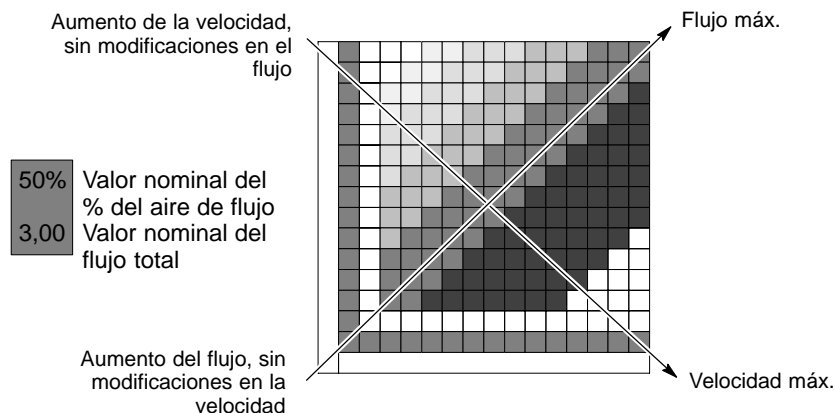 Aumento de la velocidad,
sin modificaciones en el
flujo
Flujo máx.
50% Valor nominal del
% del aire de flujo
3,00 Valor nominal del
flujo total
Aumento del flujo, sin
modificaciones en la
velocidad
Velocidad máx.